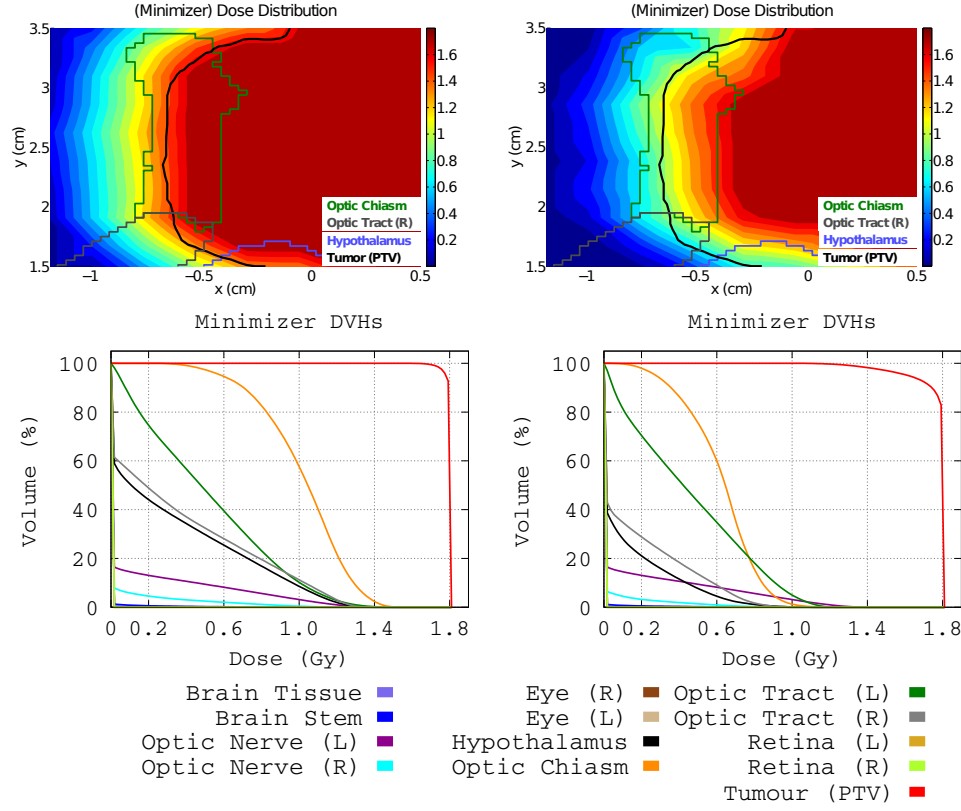 (Minimizer) Dose Distribution
(Minimizer) Dose Distribution
3.5
3
2.5
2
1.5
y (cm)
−1
−0.5
0
0.5
x (cm)
Optic Chiasm
Optic Tract (R)
Hypothalamus
Tumor (PTV)
1.6
1.4
1.2
1
0.8
0.6
0.4
0.2
3.5
3
2.5
2
1.5
y (cm)
−1
−0.5
0
0.5
x (cm)
Optic Chiasm
Optic Tract (R)
Hypothalamus
Tumor (PTV)
1.6
1.4
1.2
1
0.8
0.6
0.4
0.2
Minimizer DVHs
100
80
60
40
20
0
Volume (%)
0 0.2 0.6 1.0 1.4 1.8
Dose (Gy)
Minimizer DVHs
100
80
60
40
20
0
Volume (%)
0 0.2 0.6 1.0 1.4 1.8
Dose (Gy)
Brain Tissue
Brain Stem
Optic Nerve (L)
Optic Nerve (R)
Eye (R)
Eye (L)
Hypothalamus
Optic Chiasm
Optic Tract (L)
Optic Tract (R)
Retina (L)
Retina (R)
Tumour (PTV)